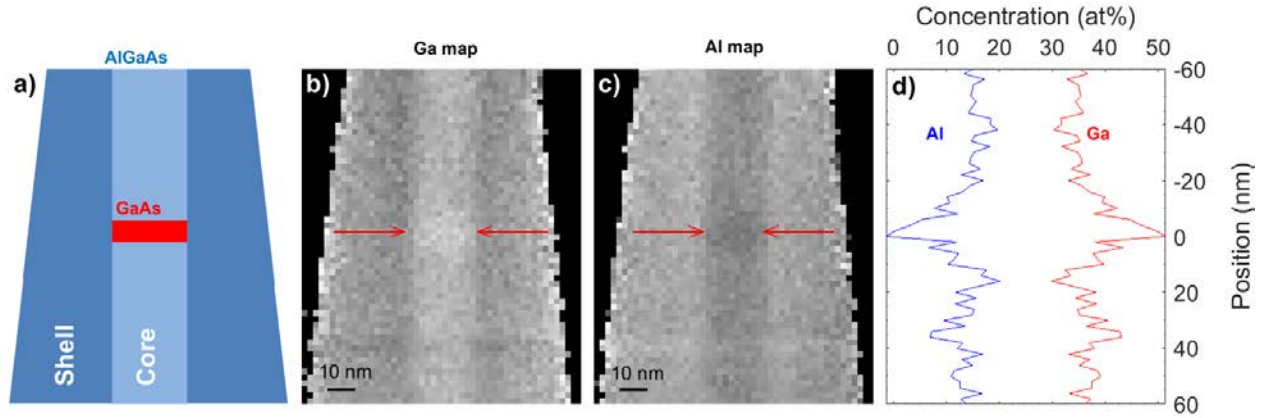 a)
AlGaAs
GaAs
Shell
Core
Ga map
b)
10 nm
Al map
c)
10 nm
Concentration (at%)
0 10 20 30 40 50
d)
Al
Ga
-60
-40
-20
0
20
40
60
Position (nm)